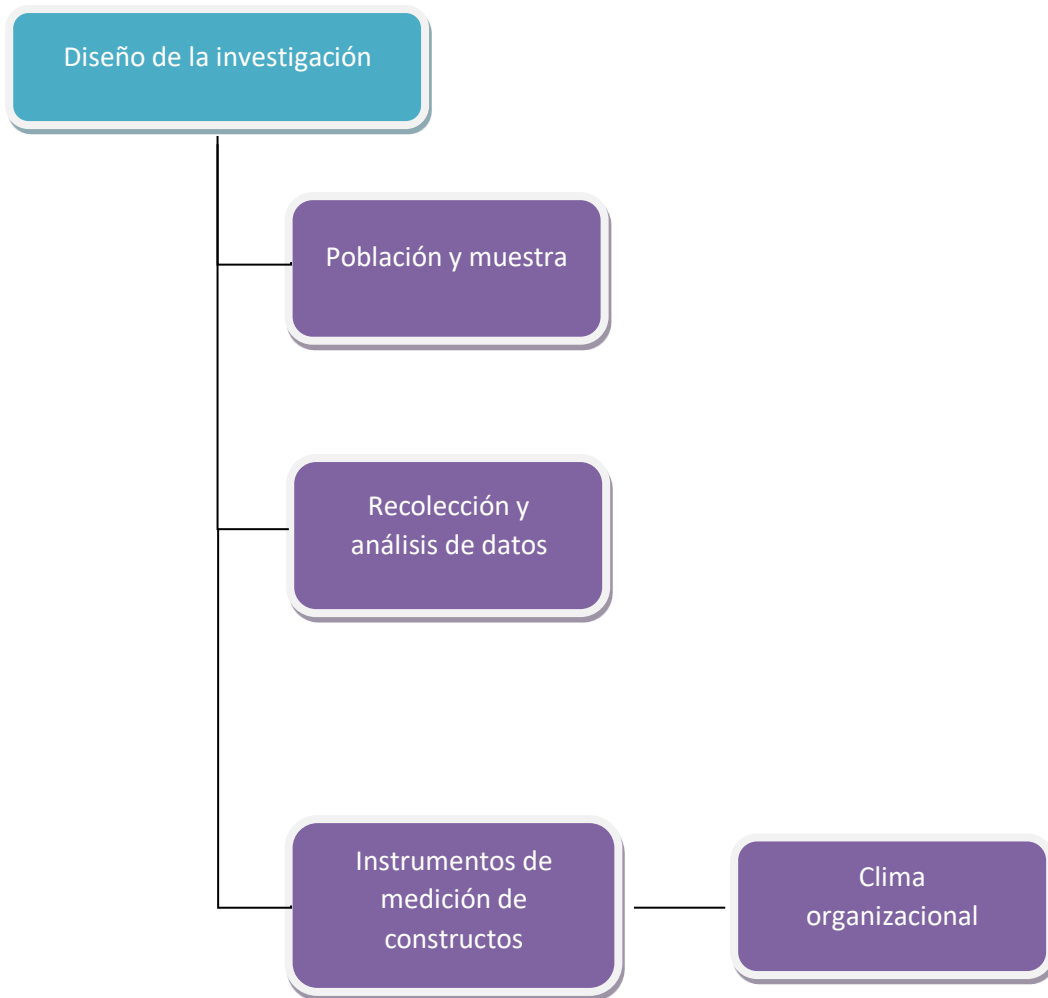 Diseño de la investigación
Población y muestra
Recolección y
análisis de datos
Instrumentos de
medición de
constructos
Clima
organizacional